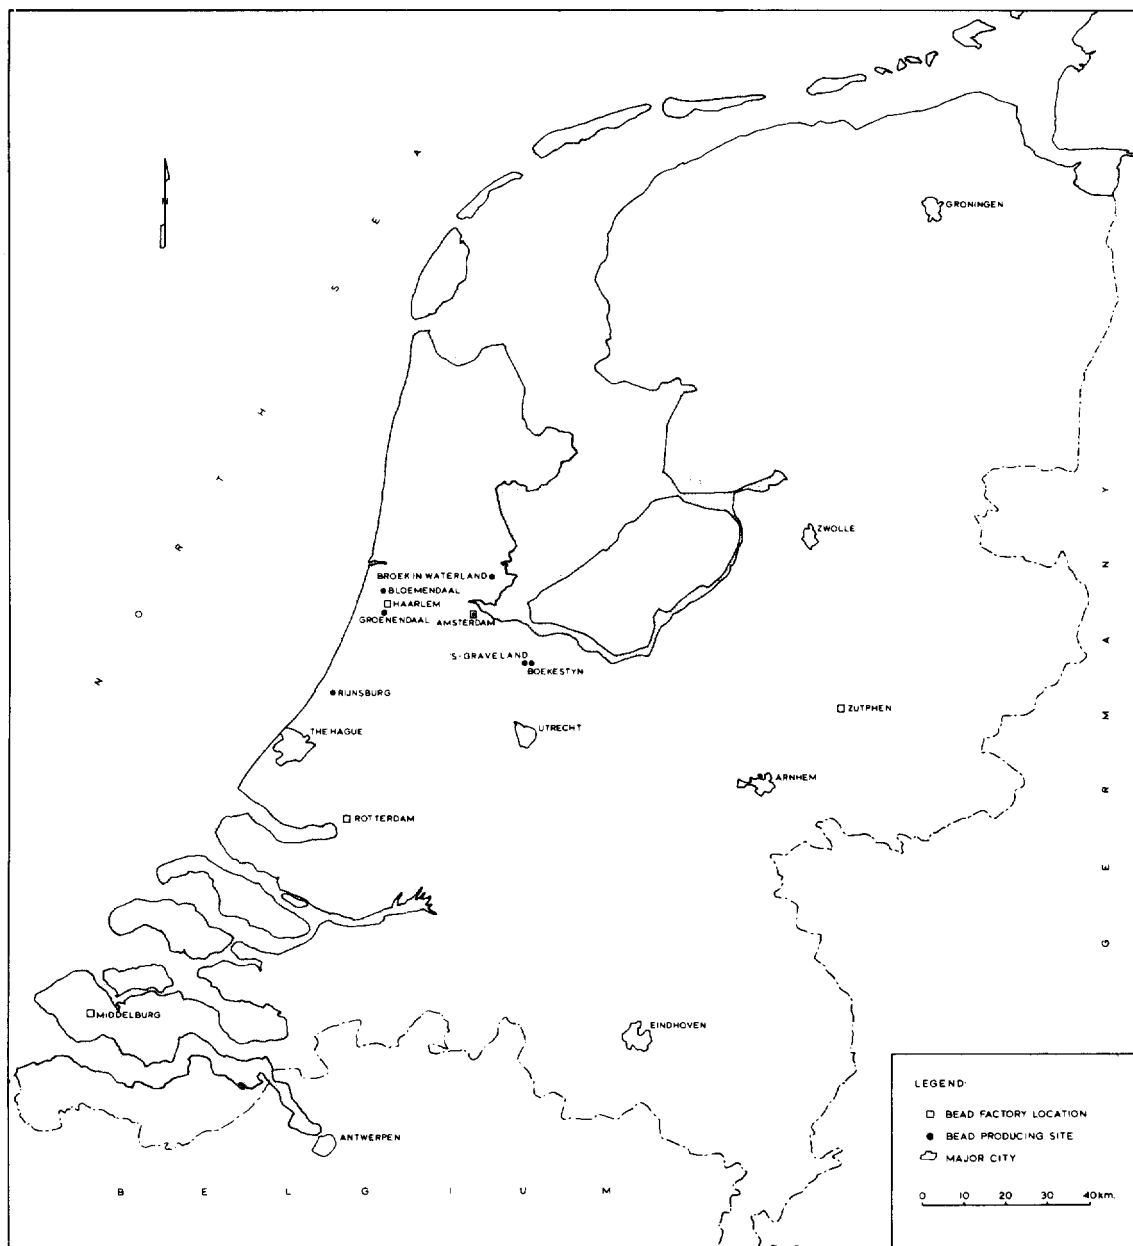 N O R T H S E A
N
GRONINGEN
ZWOLLE
BROEK IN WATERLAND
BLOEMENDAAL
HAARLEM
GROENENDAAL
AMSTERDAM
'S-GRAVELAND
BOEKESTYN
RIJNSBURG
ZUTPHEN
THE HAGUE
UTRECHT
ARNHEM
ROTTERDAM
G E R M A N Y
MIDDELBURG
EINDHOVEN
ANTWERPEN
B E L G I U M
LEGEND:
BEAD FACTORY LOCATION
BEAD PRODUCING SITE
MAJOR CITY
0 10 20 30 40km.